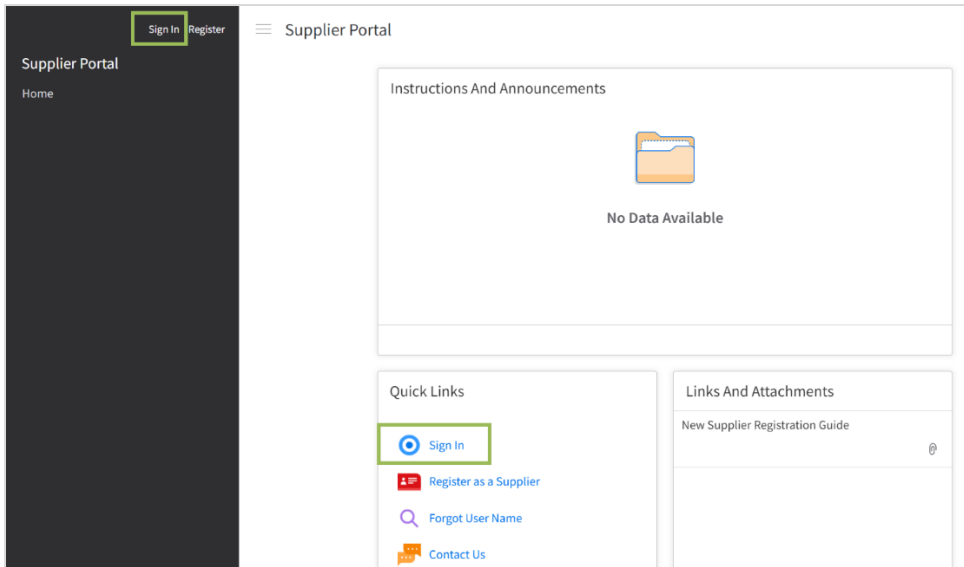 Sign In Register
Supplier Portal
Home
Supplier Portal
Instructions And Announcements
No Data Available
Quick Links
Sign In
Register as a Supplier
Forgot User Name
Contact Us
Links And Attachments
New Supplier Registration Guide